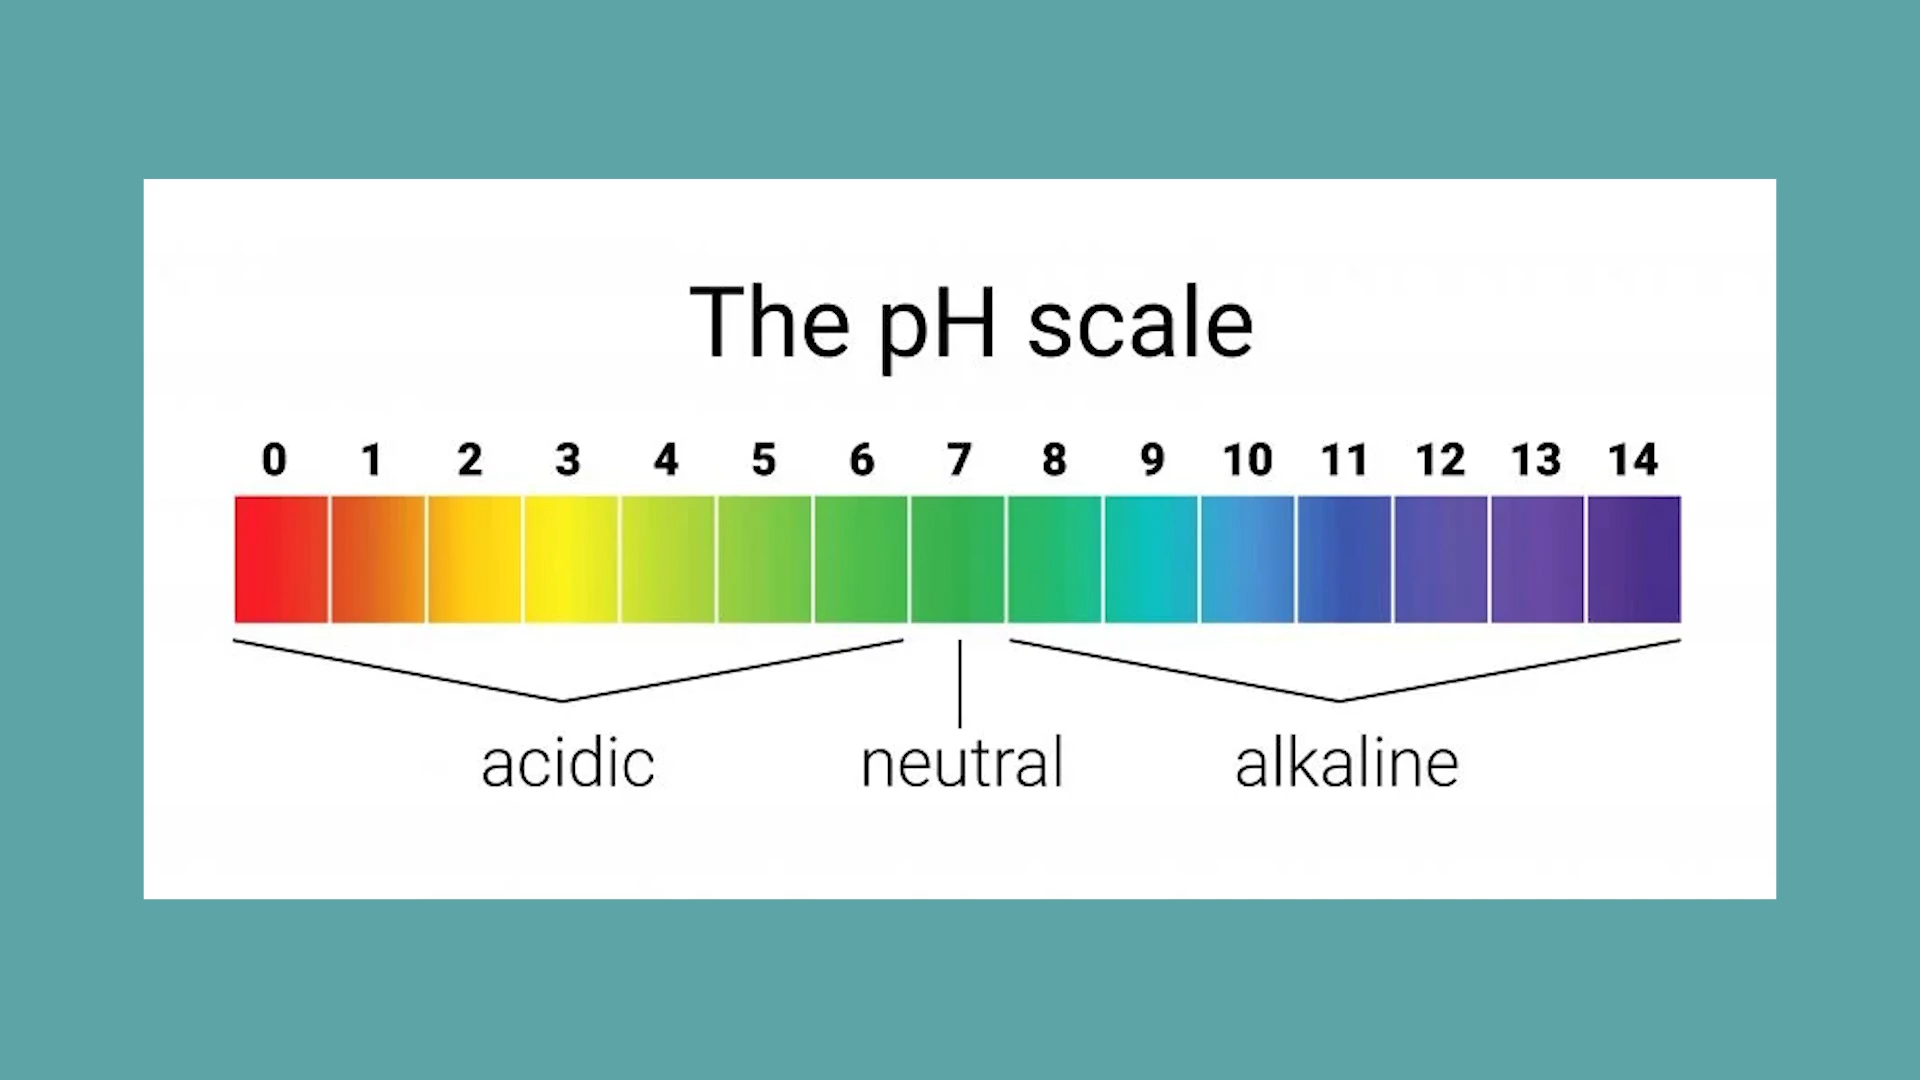 The pH scale
0 1 2 3 4 5 6 7 8 9 10 11 12 13 14
acidic neutral alkaline